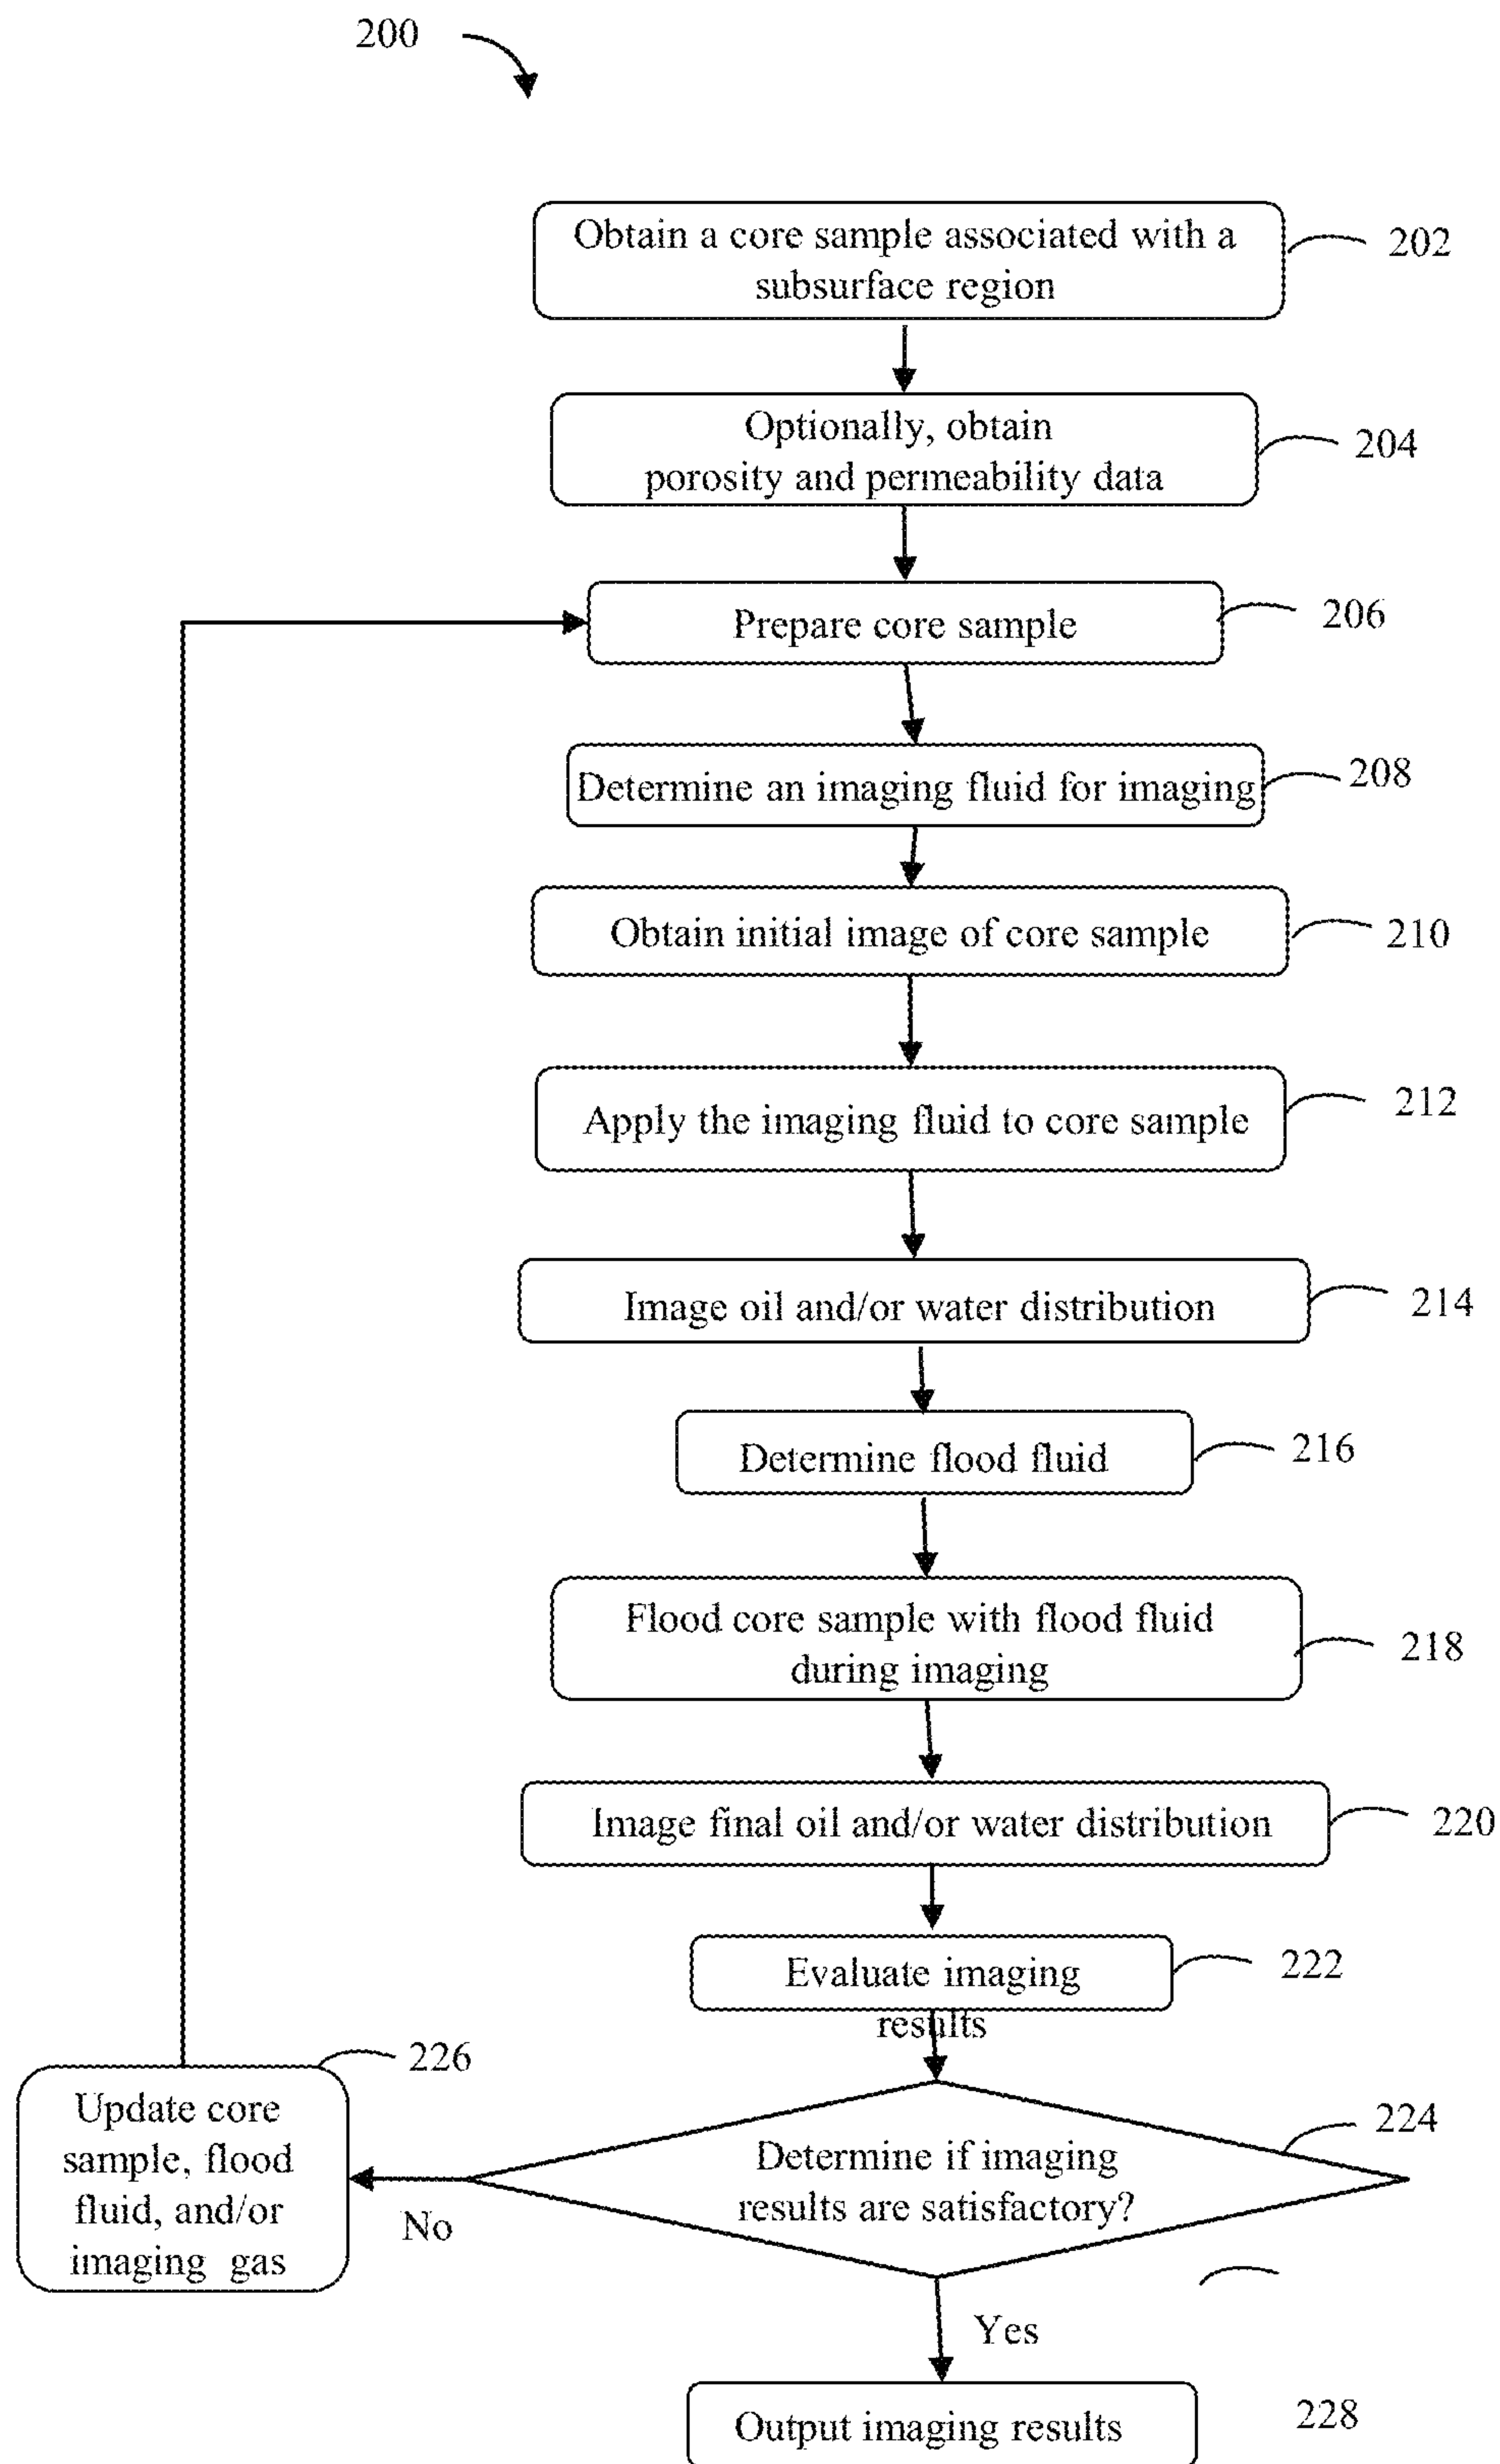 200
Obtain a core sample associated with a
subsurface region
202
Optionally, obtain
porosity and permeability data
204
Prepare core sample
206
Determine an imaging fluid for imaging
208
Obtain initial image of core sample
210
Apply the imaging fluid to core sample
212
Image oil and/or water distribution
214
Determine flood fluid
216
Flood core sample with flood fluid
during imaging
218
Image final oil and/or water distribution
220
Evaluate imaging
results
222
Determine if imaging
results are satisfactory?
224
No
Update core
sample, flood
fluid, and/or
imaging gas
226
Yes
Output imaging results
228